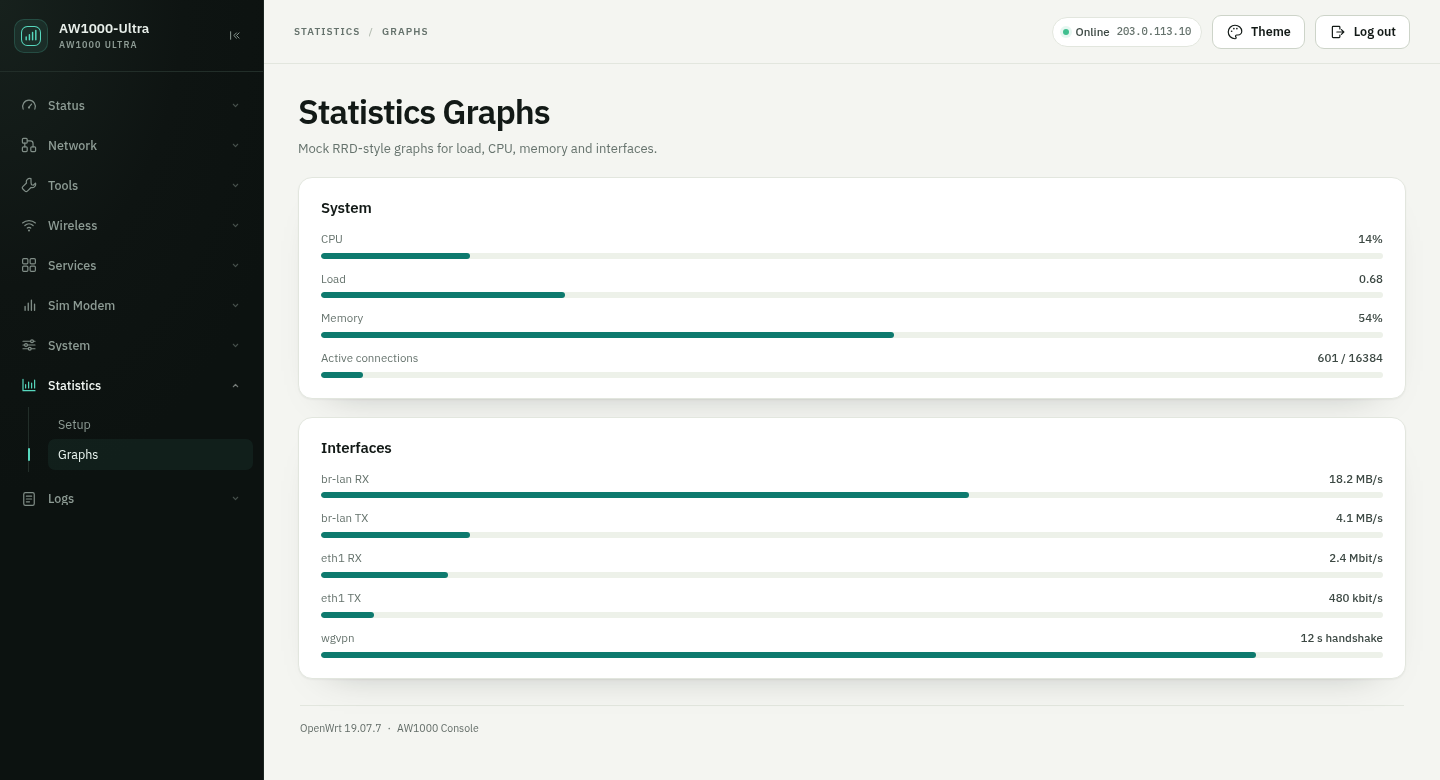 AW1000-Ultra
AW1000 ULTRA
Status
Network
Tools
Wireless
Services
Sim Modem
System
Statistics
Setup
Graphs
Logs
STATISTICS / GRAPHS
Online 203.0.113.10
Theme
Log out
Statistics Graphs
Mock RRD-style graphs for load, CPU, memory and interfaces.
System
CPU 14%
Load 0.68
Memory 54%
Active connections 601 / 16384
Interfaces
br-lan RX 18.2 MB/s
br-lan TX 4.1 MB/s
eth1 RX 2.4 Mbit/s
eth1 TX 480 kbit/s
wgvpn 12 s handshake
OpenWrt 19.07.7 · AW1000 Console